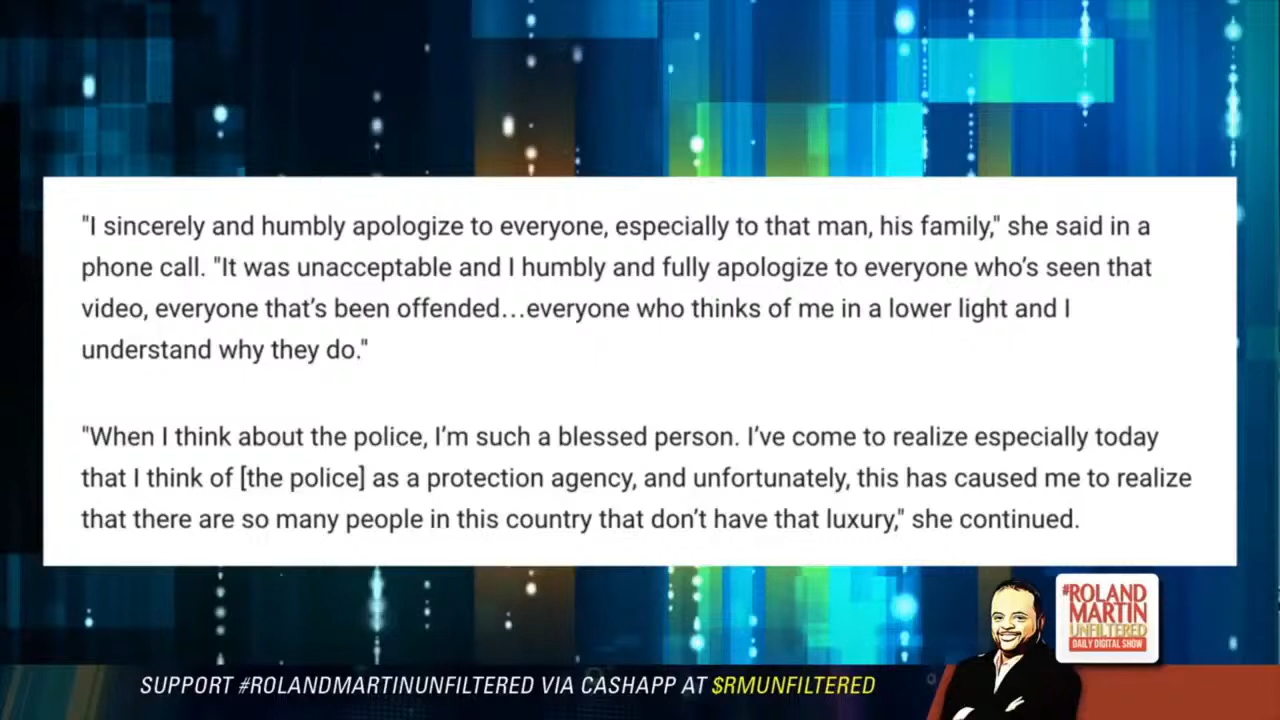 "I sincerely and humbly apologize to everyone, especially to that man, his family," she said in a
phone call. "It was unacceptable and I humbly and fully apologize to everyone who's seen that
video, everyone that's been offended…everyone who thinks of me in a lower light and I
understand why they do."
"When I think about the police, I'm such a blessed person. I've come to realize especially today
that I think of [the police] as a protection agency, and unfortunately, this has caused me to realize
that there are so many people in this country that don't have that luxury," she continued.
#ROLAND
MARTIN
UNFILTERED
DAILY DIGITAL SHOW
SUPPORT #ROLANDMARTINUNFILTERED VIA CASHAPP AT $RMUNFILTERED